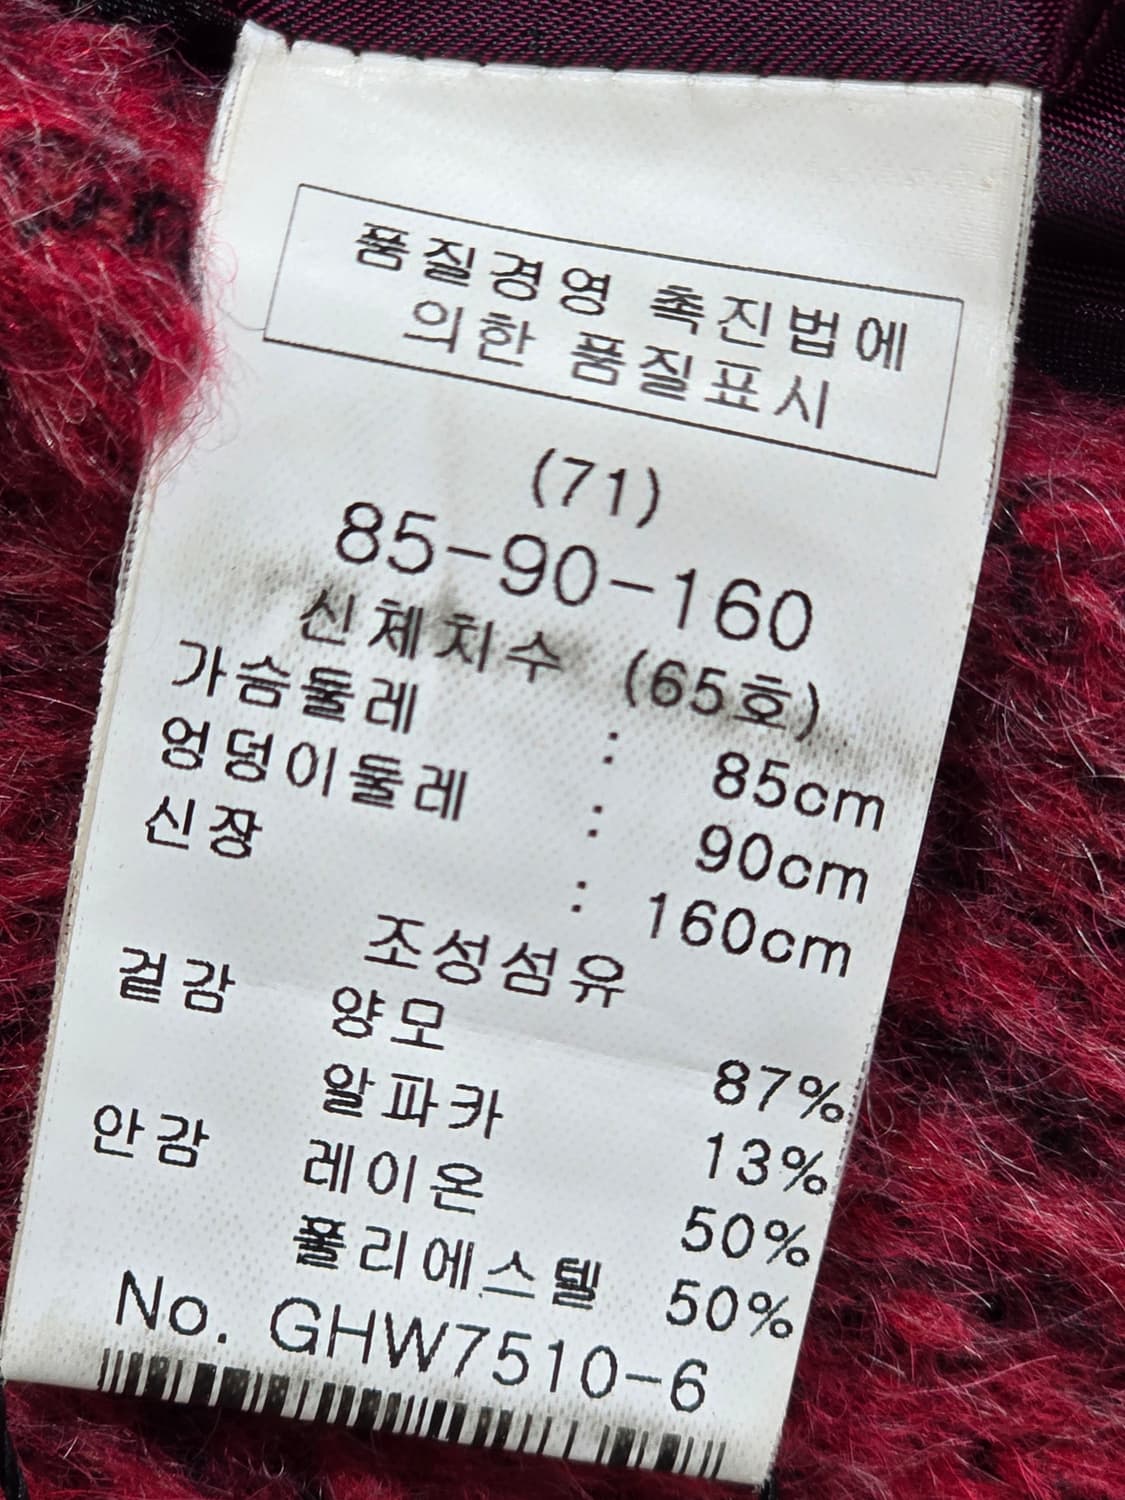 품질경영 촉진법에
의한 품질표시
(71)
85-90-160
신체치수 (65호)
가슴둘레 : 85cm
엉덩이둘레 : 90cm
신장 : 160cm
조성섬유
겉감 양모 87%
알파카 13%
안감 레이온 50%
폴리에스텔 50%
No. GHW7510-6